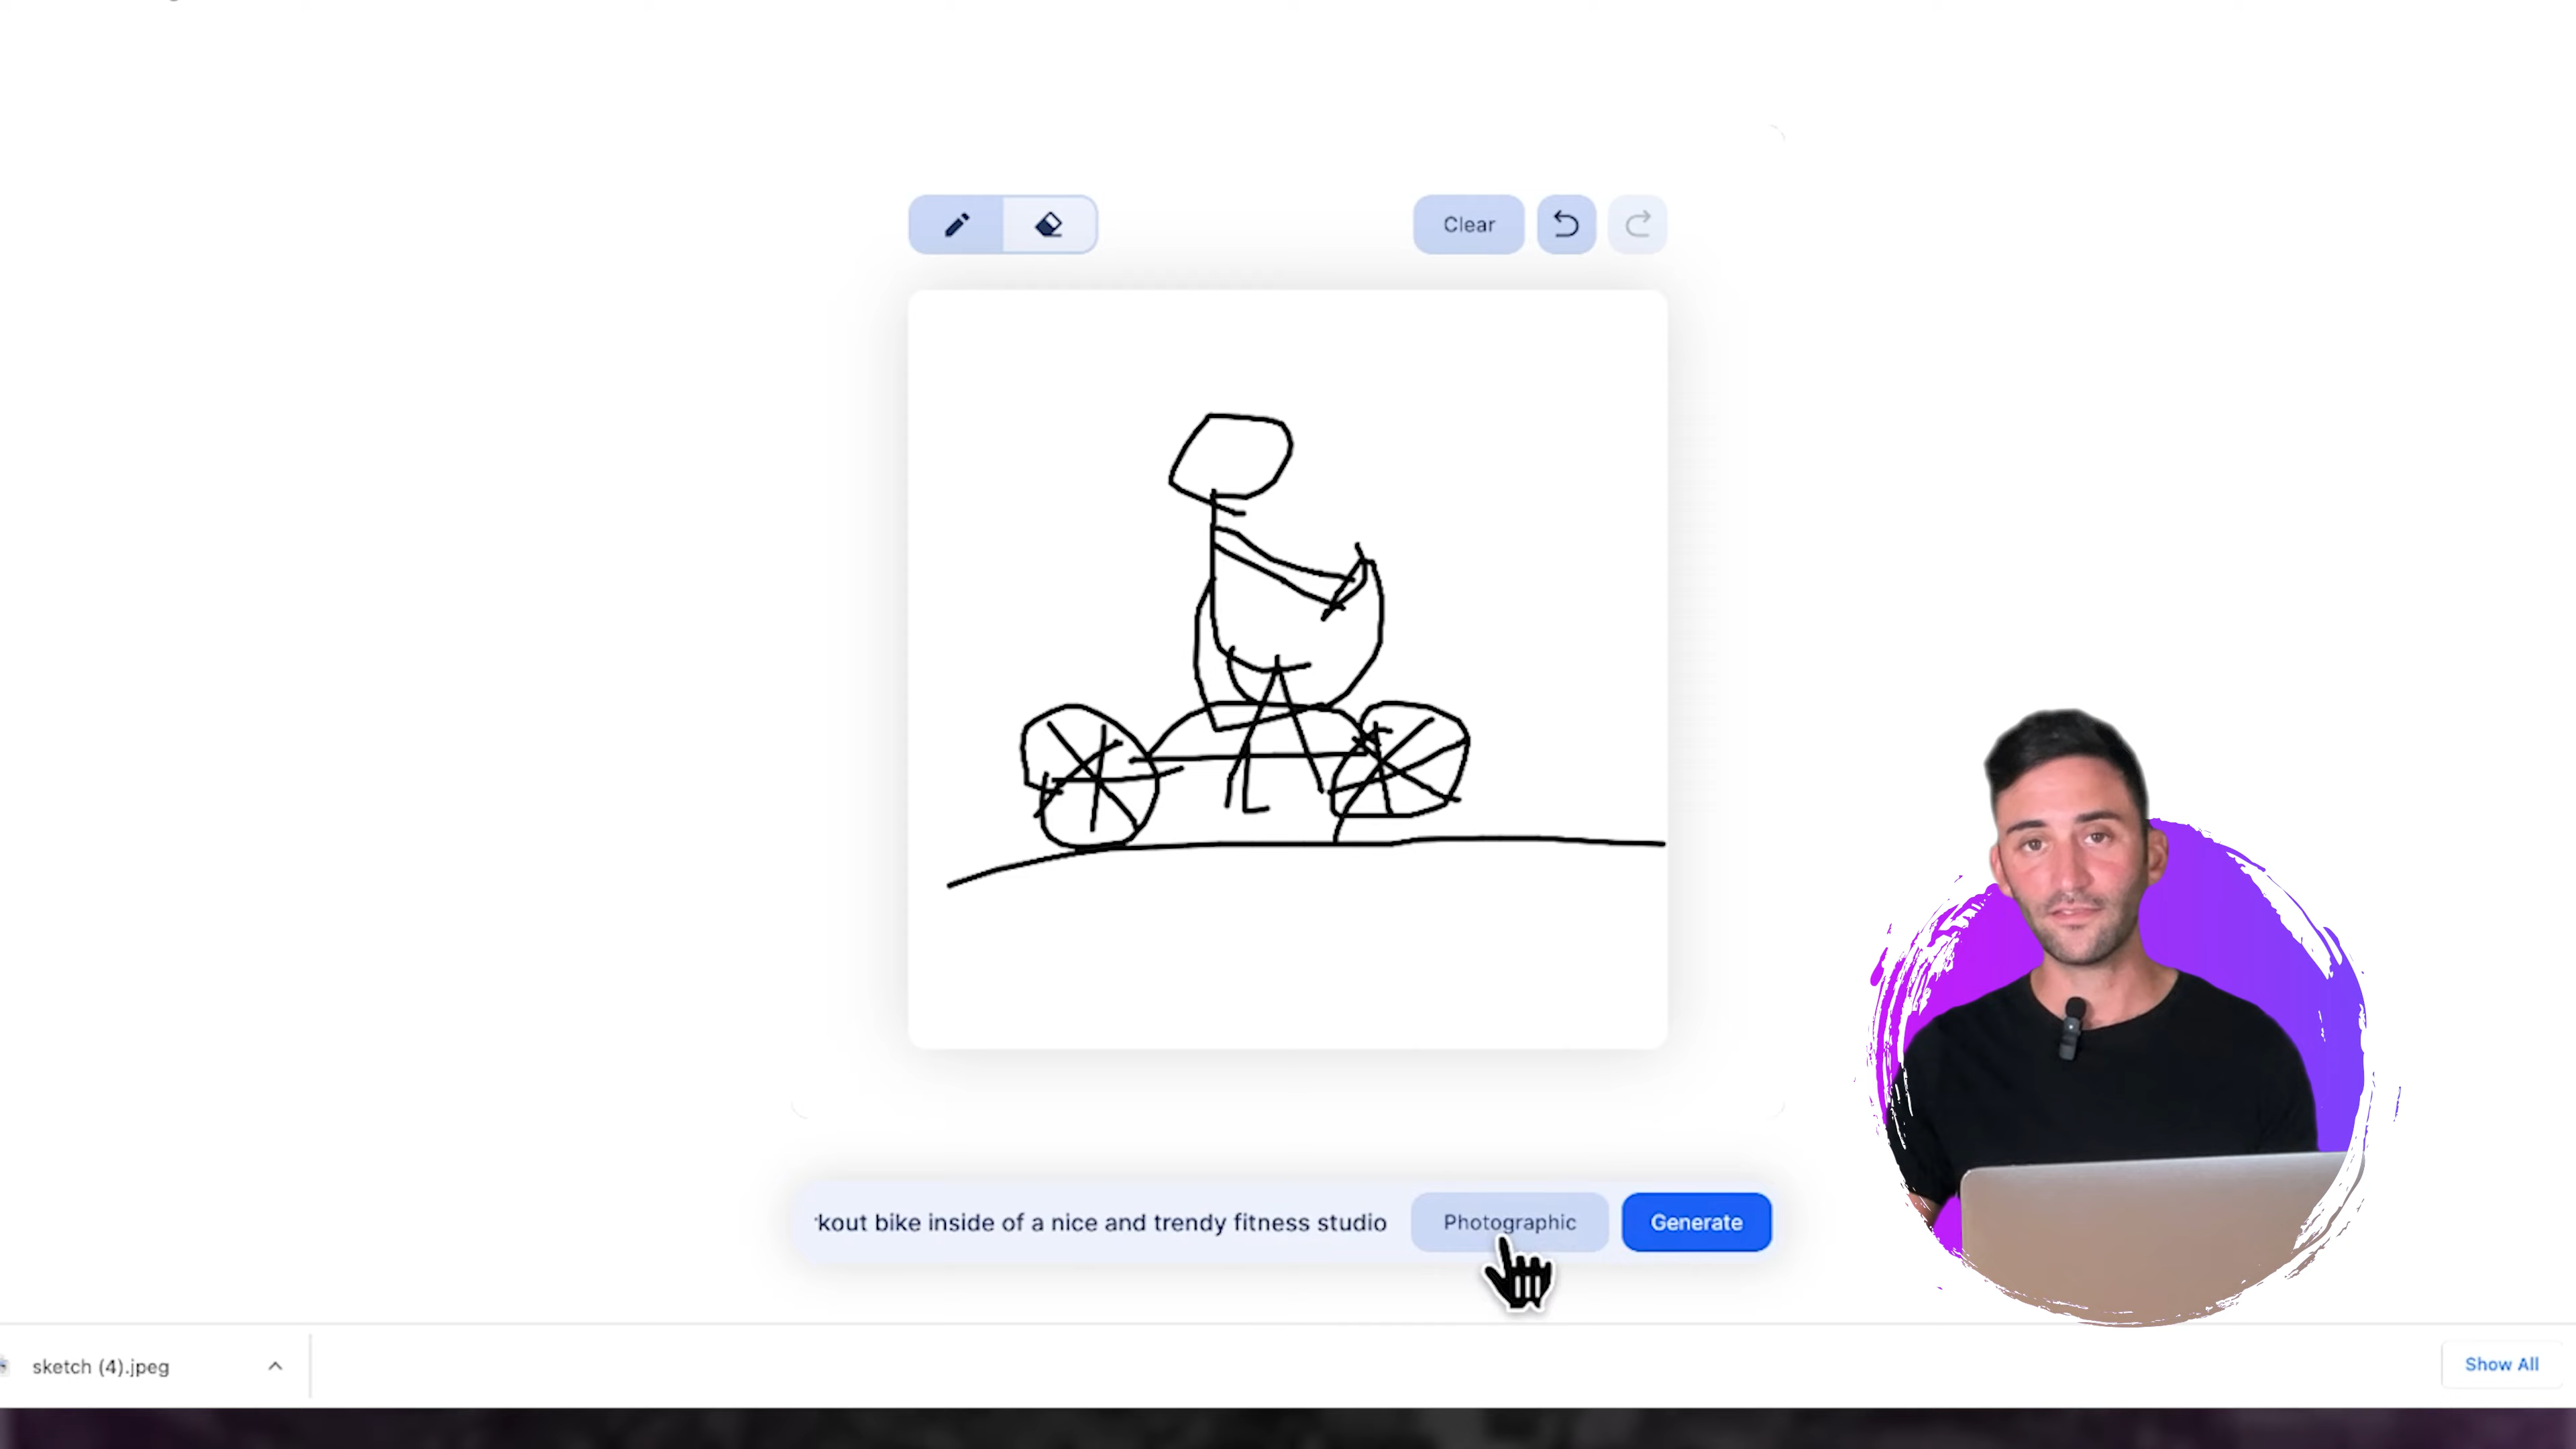 Clear
kout bike inside of a nice and trendy fitness studio
Photographic
Generate
sketch (4).jpeg
Show All